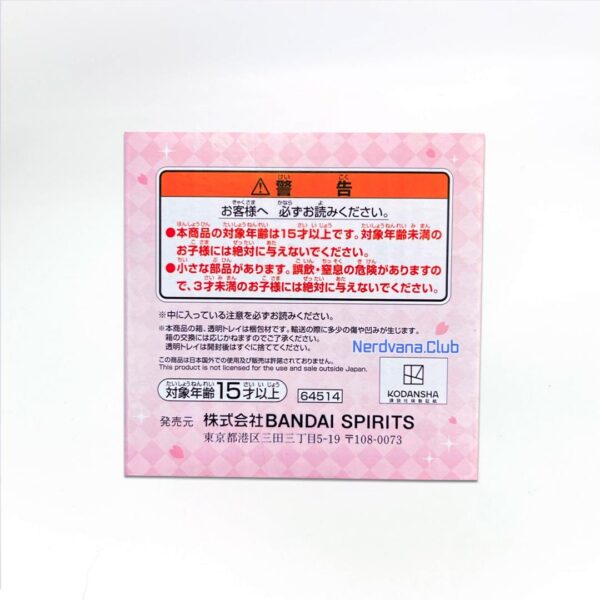 ⚠警告
お客様へ 必ずお読みください。
●本商品の対象年齢は15才以上です。対象年齢未満の
お子様には絶対に与えないでください。
●小さな部品があります。誤飲・窒息の危険がありますの
で、3才未満のお子様には絶対に与えないでください。
※中に入っている注意を必ずお読みください。
※本商品の箱、透明トレイは梱包材です。輸送の際に多少の傷や凹みが生じます。
箱の交換には応じかねますのでご了承ください。
透明トレイは開封後はすぐに捨ててください。
Nerdvana.Club
この商品は日本国外での使用及び販売は許諾されておりません。
This product is not licensed for the use and sale outside Japan.
対象年齢15才以上
64514
KODANSHA
発売元 株式会社BANDAI SPIRITS
東京都港区三田三丁目5-19 〒108-0073